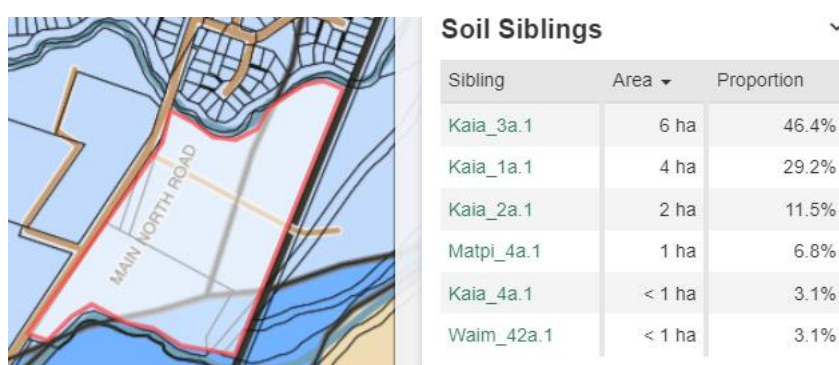 MAIN NORTH ROAD
Soil Siblings
Sibling Area Proportion
Kaia_3a.1 6 ha 46.4%
Kaia_1a.1 4 ha 29.2%
Kaia_2a.1 2 ha 11.5%
Matpi_4a.1 1 ha 6.8%
Kaia_4a.1 < 1 ha 3.1%
Waim_42a.1 < 1 ha 3.1%